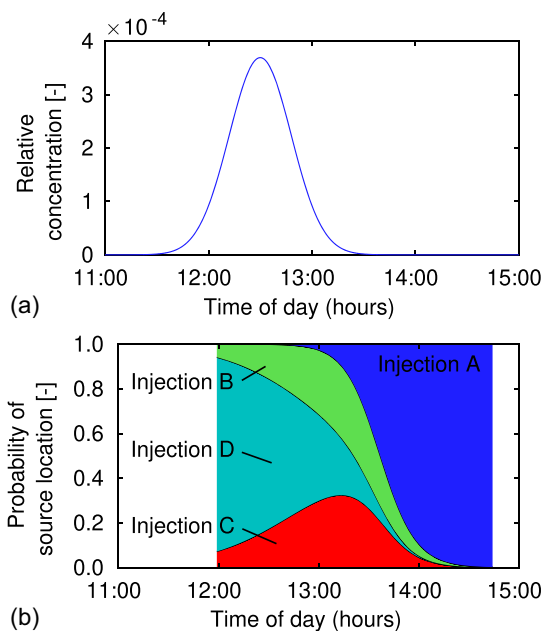 ×10⁻⁴
4
3
2
1
0
Relative
concentration [-]
11:00 12:00 13:00 14:00 15:00
Time of day (hours)
(a)
1.0
0.8
0.6
0.4
0.2
0.0
Probability of
source location [-]
Injection A
Injection B
Injection D
Injection C
11:00 12:00 13:00 14:00 15:00
Time of day (hours)
(b)